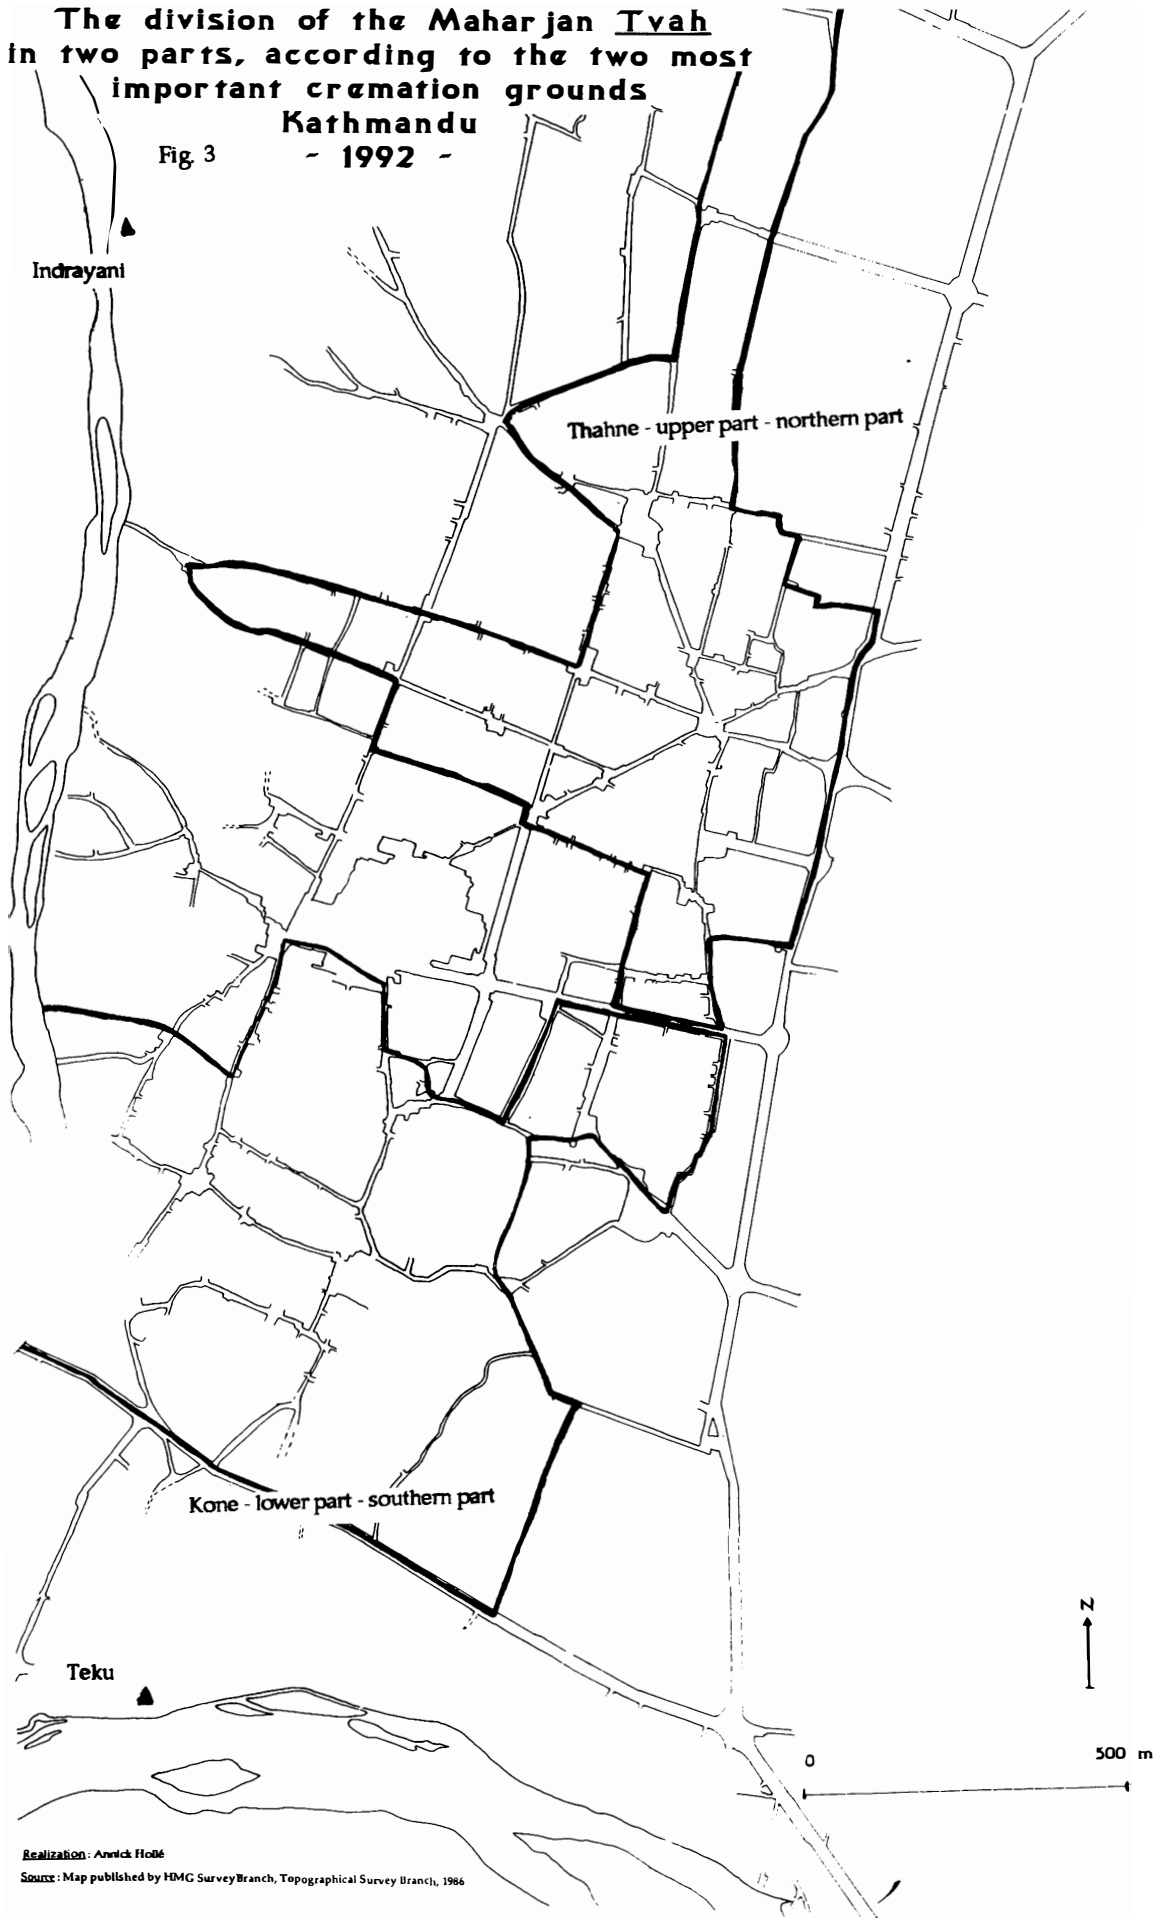 The division of the Maharjan Tvah
in two parts, according to the two most
important cremation grounds
Kathmandu
Fig. 3 - 1992 -
Indrayani
Thahne - upper part - northern part
Kone - lower part - southern part
N
Teku
0 500 m
Realization : Annick Hollé
Source : Map published by HMG Survey Branch, Topographical Survey Branch, 1986